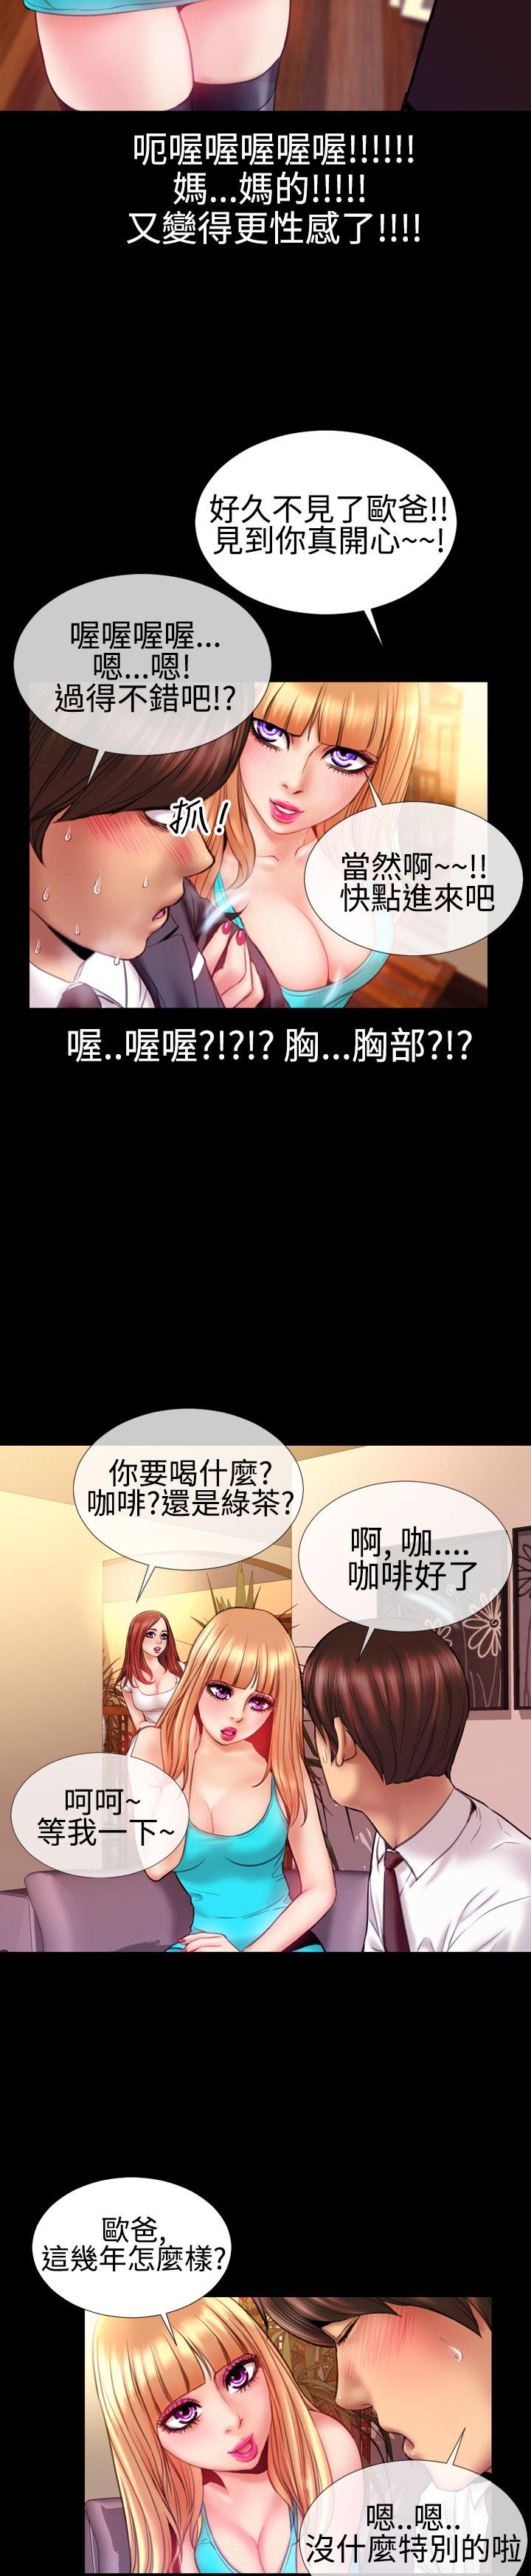 呃喔喔喔喔喔!!!!!!
媽...媽的!!!!!
又變得更性感了!!!!
好久不見了歐爸!!
見到你真開心~~!
喔喔喔喔...
嗯...嗯!
過得不錯吧!?
抓!
當然啊~~!!
快點進來吧
喔..喔喔?!?!? 胸...胸部?!?
你要喝什麼?
咖啡?還是綠茶?
啊, 咖....
咖啡好了
呵呵~
等我一下~
歐爸,
這幾年怎麼樣?
嗯..嗯..
沒什麼特別的啦